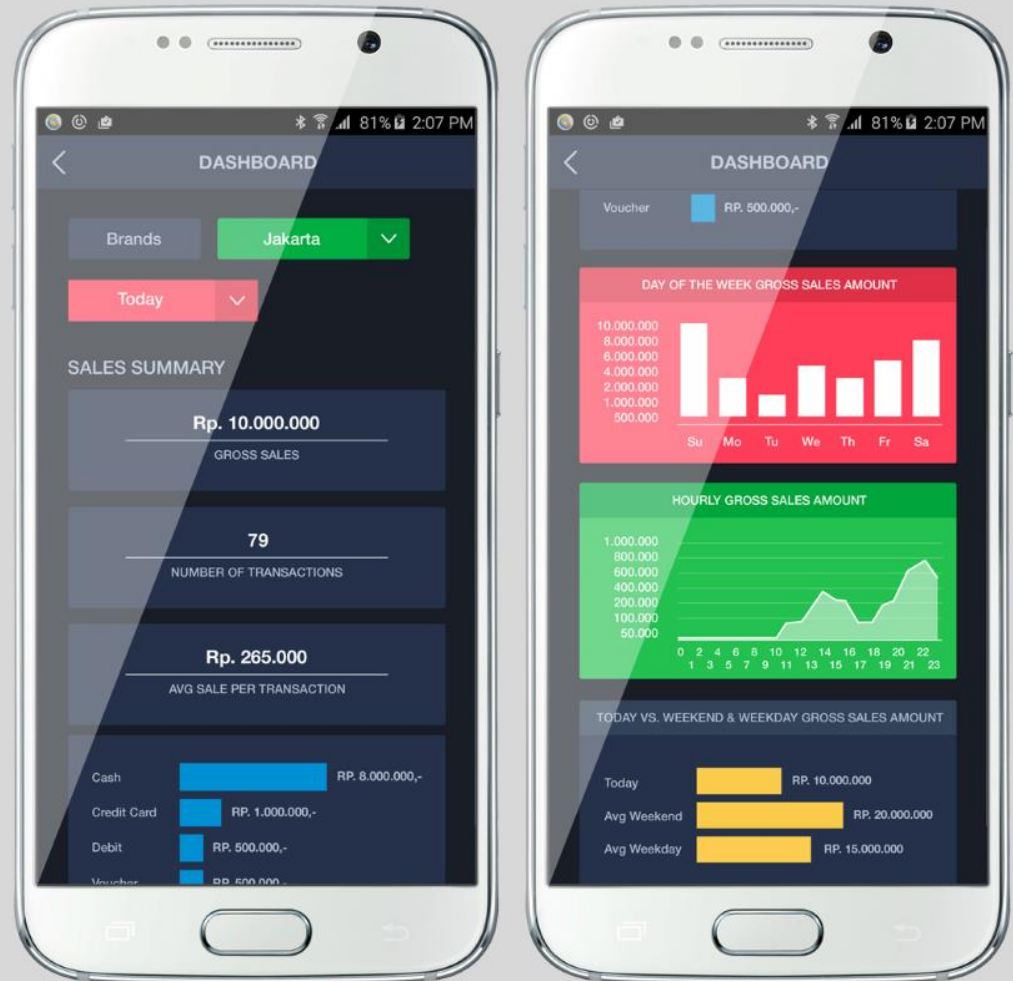 81% 2:07 PM
DASHBOARD
Brands
Jakarta
Today
SALES SUMMARY
Rp. 10.000.000
GROSS SALES
79
NUMBER OF TRANSACTIONS
Rp. 265.000
AVG SALE PER TRANSACTION
Cash RP. 8.000.000,-
Credit Card RP. 1.000.000,-
Debit RP. 500.000,-
Voucher RP. 500.000,-
81% 2:07 PM
DASHBOARD
Voucher RP. 500.000,-
DAY OF THE WEEK GROSS SALES AMOUNT
10.000.000
8.000.000
6.000.000
4.000.000
2.000.000
1.000.000
500.000
Su Mo Tu We Th Fr Sa
HOURLY GROSS SALES AMOUNT
1.000.000
800.000
600.000
400.000
200.000
100.000
50.000
0 2 4 6 8 10 12 14 16 18 20 22
1 3 5 7 9 11 13 15 17 19 21 23
TODAY VS. WEEKEND & WEEKDAY GROSS SALES AMOUNT
Today RP. 10.000.000
Avg Weekend RP. 20.000.000
Avg Weekday RP. 15.000.000